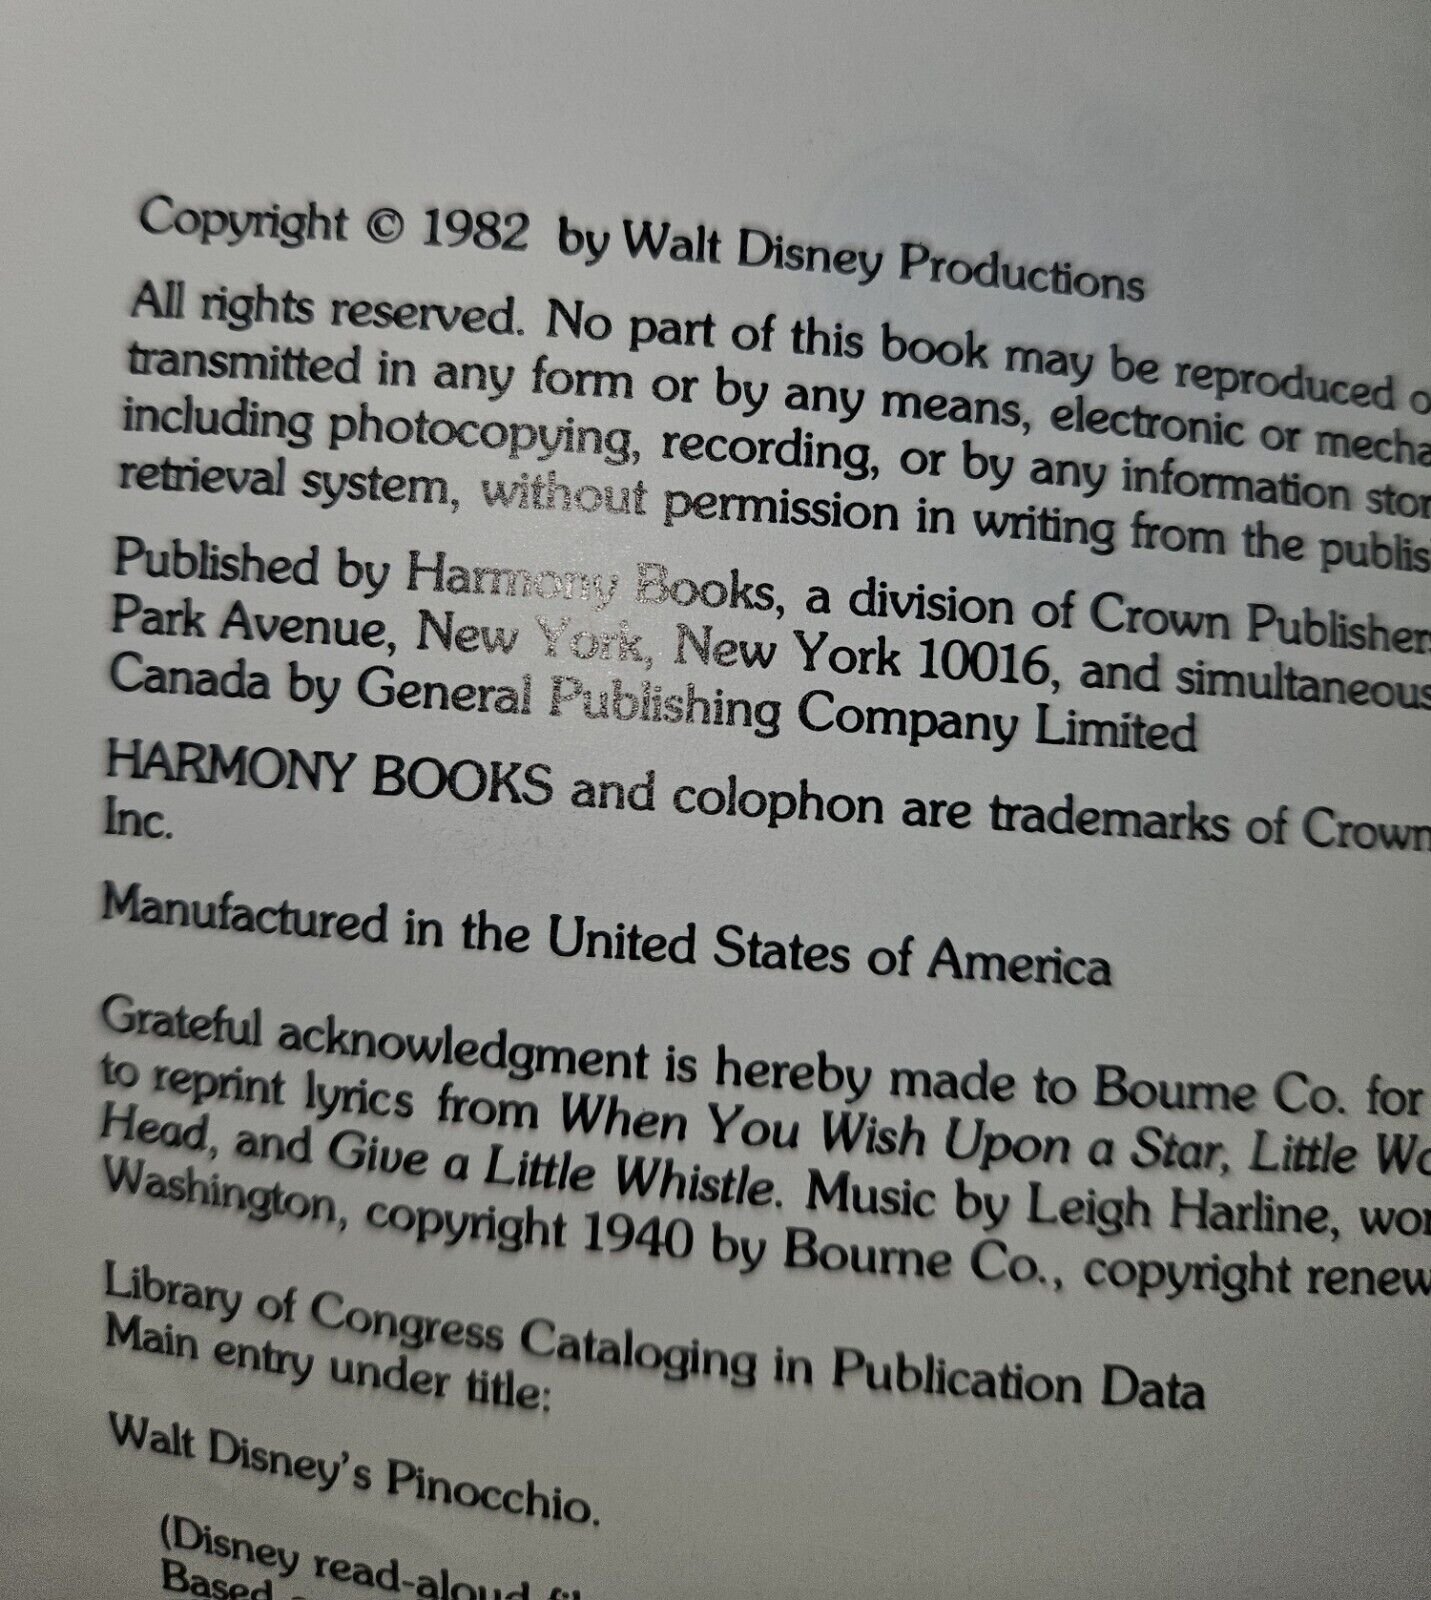 Copyright © 1982 by Walt Disney Productions
All rights reserved. No part of this book may be reproduced
transmitted in any form or by any means, electronic or
including photocopying, recording, or by any information
retrieval system, without permission in writing from the
Published by Harmony Books, a division of Crown
Park Avenue, New York, New York 10016, and
Canada by General Publishing Company Limited
HARMONY BOOKS and colophon are trademarks of Crown
Inc.
Manufactured in the United States of America
Grateful acknowledgment is hereby made to Bourne Co. for
to reprint lyrics from When You Wish Upon a Star, Little
Head, and Give a Little Whistle. Music by Leigh Harline,
Washington, copyright 1940 by Bourne Co., copyright
Library of Congress Cataloging in Publication Data
Main entry under title:
Walt Disney's Pinocchio.
(Disney read-aloud
Based